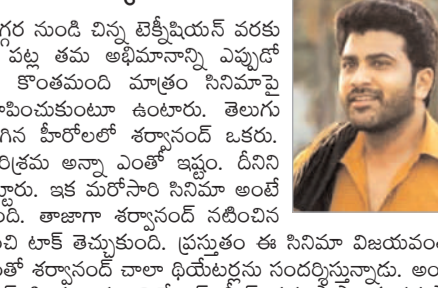 గ్గర నుండి చిన్న టెక్నీషియన్ వరకు
పట్ల తమ అభిమానాన్ని ఎప్పుడో
కొంతమంది మాత్రం సినిమాపై
పించుకుంటూ ఉంటారు. తెలుగు
గిన హీరోలలో శర్వానంద్ ఒకరు.
రిశ్రమ అన్నా ఎంతో ఇష్టం. దీనిని
ట్టారు. ఇక మరోసారి సినిమా అంటే
ంది. తాజాగా శర్వానంద్ నటించిన
చి టాక్ తెచ్చుకుంది. ప్రస్తుతం ఈ సినిమా విజయవం
తో శర్వానంద్ చాలా థియేటర్లను సందర్శిస్తున్నాడు. అం